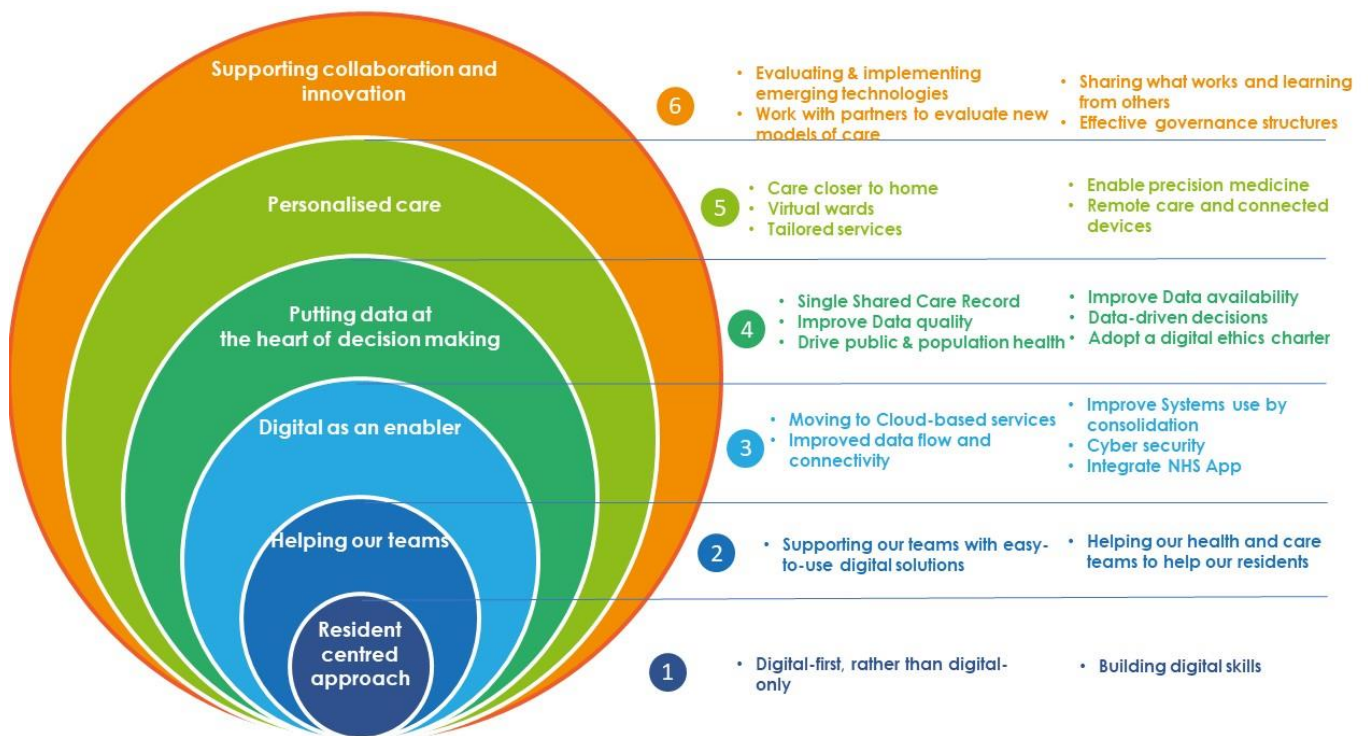 Supporting collaboration and
innovation
6
• Evaluating & implementing
emerging technologies
• Work with partners to evaluate new
models of care
• Sharing what works and learning
from others
• Effective governance structures
Personalised care
5
• Care closer to home
• Virtual wards
• Tailored services
• Enable precision medicine
• Remote care and connected
devices
Putting data at
the heart of decision making
4
• Single Shared Care Record
• Improve Data quality
• Drive public & population health
• Improve Data availability
• Data-driven decisions
• Adopt a digital ethics charter
Digital as an enabler
3
• Moving to Cloud-based services
• Improved data flow and
connectivity
• Improve Systems use by
consolidation
• Cyber security
• Integrate NHS App
Helping our teams
2
• Supporting our teams with easy-
to-use digital solutions
• Helping our health and care
teams to help our residents
Resident
centred
approach
1
• Digital-first, rather than digital-
only
• Building digital skills